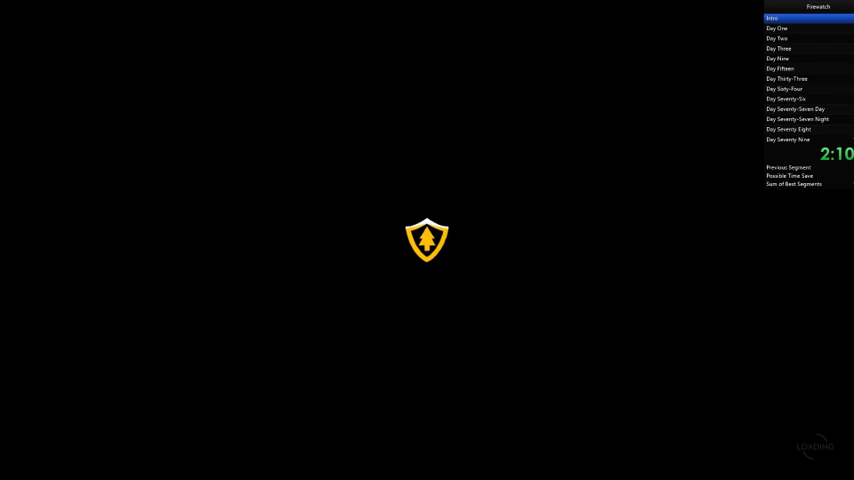 Firewatch
Intro
Day One
Day Two
Day Three
Day Nine
Day Fifteen
Day Thirty-Three
Day Sixty-Four
Day Seventy-Six
Day Seventy-Seven Day
Day Seventy-Seven Night
Day Seventy Eight
Day Seventy Nine
2:10
Previous Segment
Possible Time Save
Sum of Best Segments
LOADING